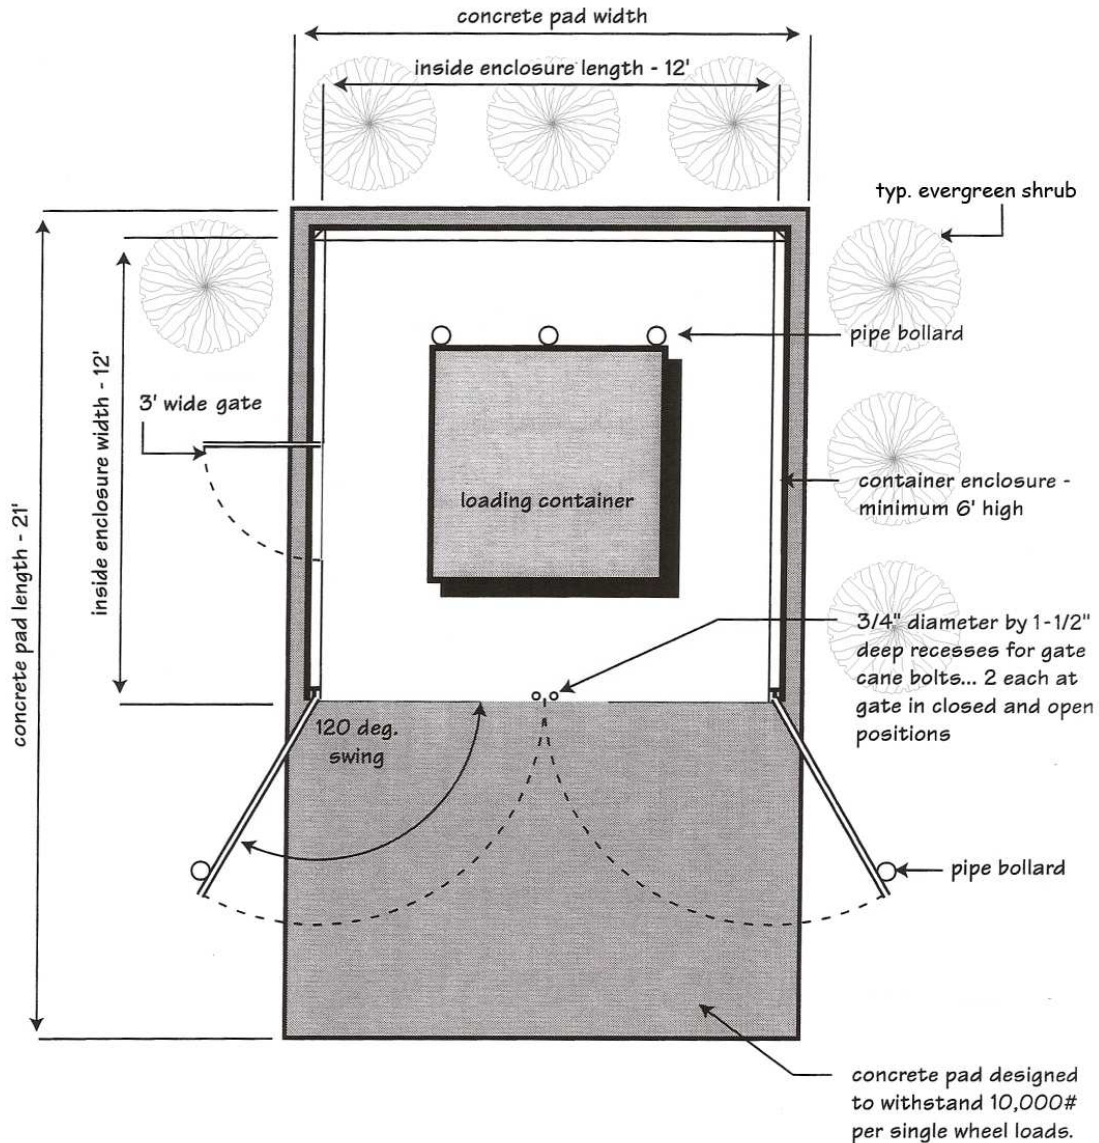 concrete pad width
inside enclosure length - 12'
typ. evergreen shrub
pipe bollard
3' wide gate
inside enclosure width - 12'
concrete pad length - 21'
loading container
container enclosure -
minimum 6' high
3/4" diameter by 1-1/2"
deep recesses for gate
cane bolts... 2 each at
gate in closed and open
positions
120 deg.
swing
pipe bollard
concrete pad designed
to withstand 10,000#
per single wheel loads.